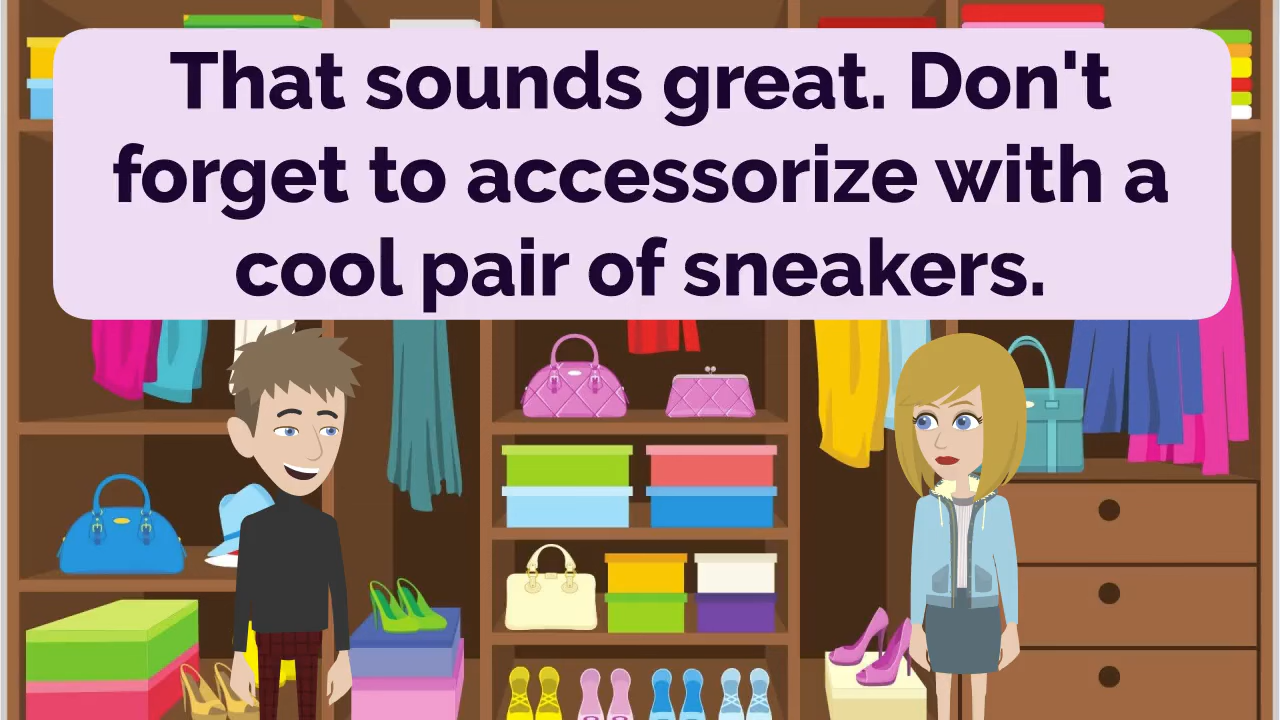 That sounds great. Don't
forget to accessorize with a
cool pair of sneakers.